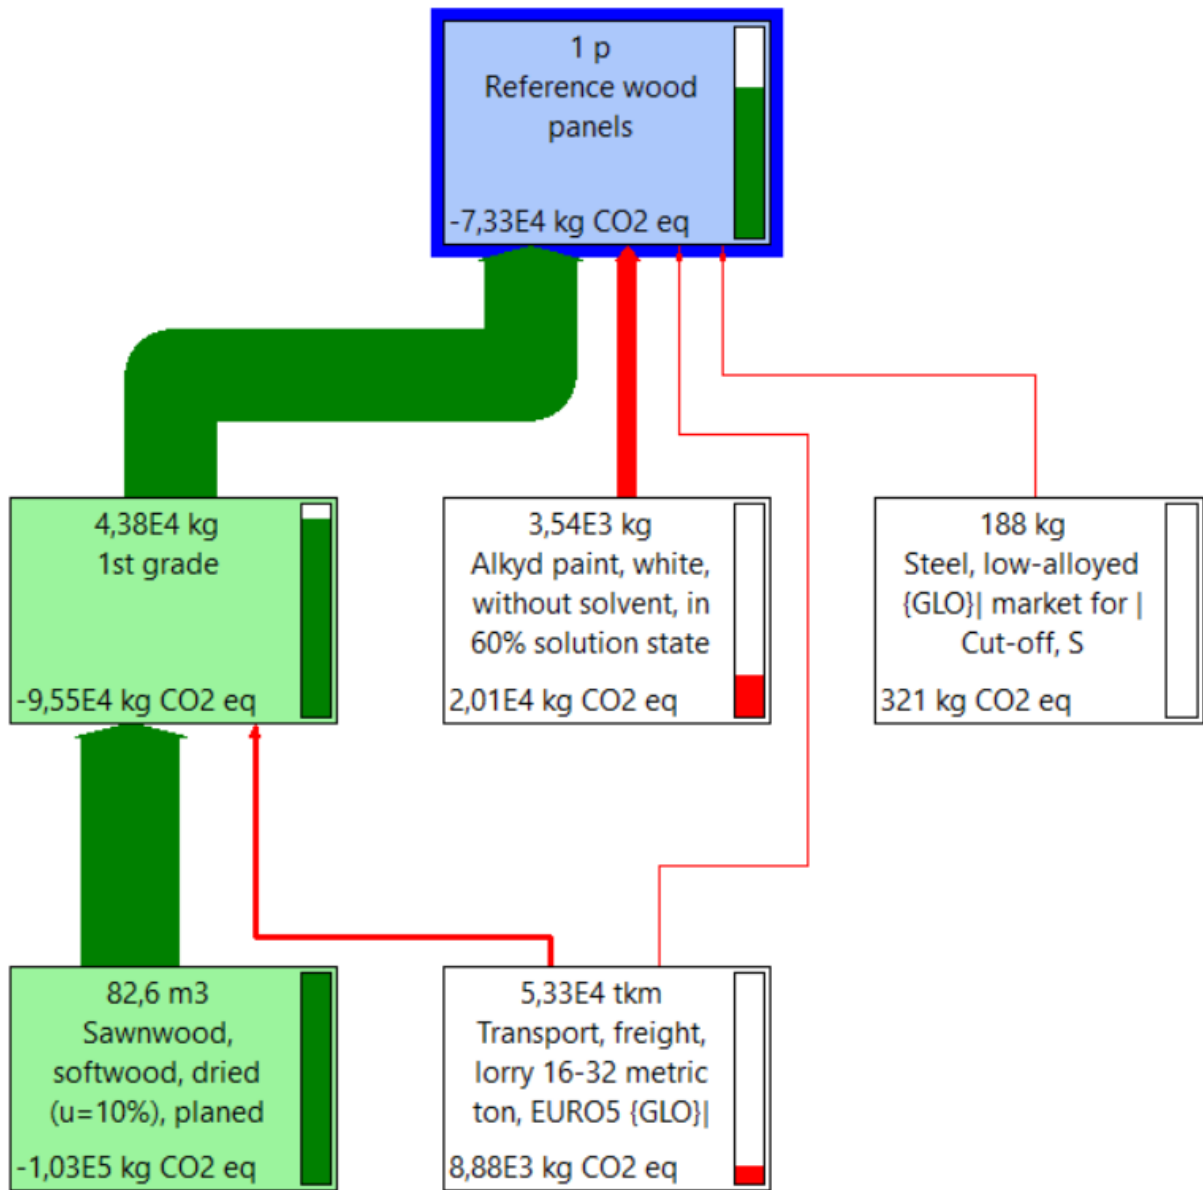 1 p
Reference wood
panels
-7,33E4 kg CO2 eq
4,38E4 kg
1st grade
-9,55E4 kg CO2 eq
3,54E3 kg
Alkyd paint, white,
without solvent, in
60% solution state
2,01E4 kg CO2 eq
188 kg
Steel, low-alloyed
{GLO}| market for |
Cut-off, S
321 kg CO2 eq
82,6 m3
Sawnwood,
softwood, dried
(u=10%), planed
-1,03E5 kg CO2 eq
5,33E4 tkm
Transport, freight,
lorry 16-32 metric
ton, EURO5 {GLO}|
8,88E3 kg CO2 eq